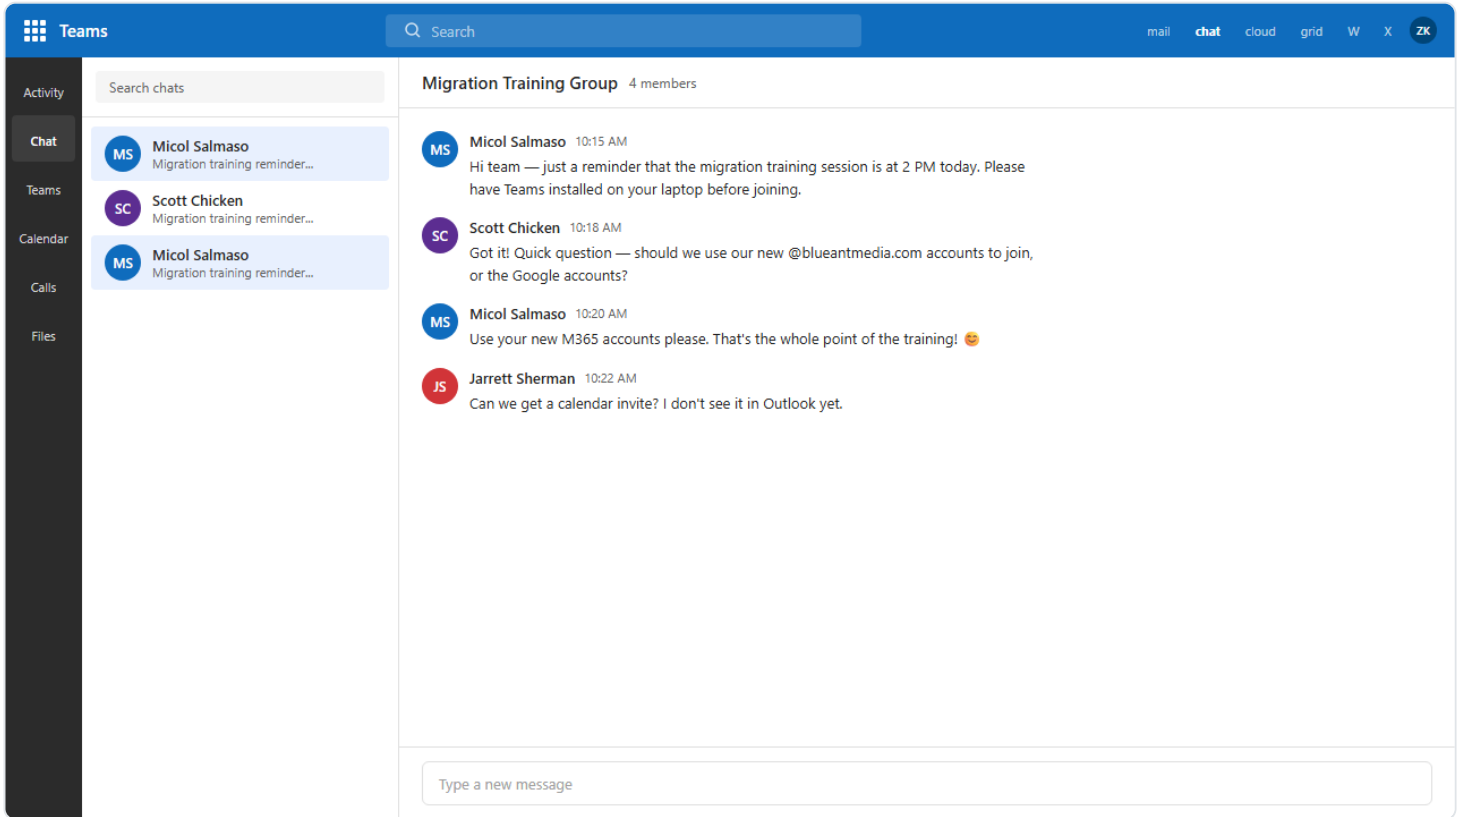 Teams
Search
mail
chat
cloud
grid
W
X
ZK
Activity
Chat
Teams
Calendar
Calls
Files
Search chats
MS
Micol Salmaso
Migration training reminder...
SC
Scott Chicken
Migration training reminder...
MS
Micol Salmaso
Migration training reminder...
Migration Training Group 4 members
MS
Micol Salmaso 10:15 AM
Hi team — just a reminder that the migration training session is at 2 PM today. Please
have Teams installed on your laptop before joining.
SC
Scott Chicken 10:18 AM
Got it! Quick question — should we use our new @blueantmedia.com accounts to join,
or the Google accounts?
MS
Micol Salmaso 10:20 AM
Use your new M365 accounts please. That's the whole point of the training! 😊
JS
Jarrett Sherman 10:22 AM
Can we get a calendar invite? I don't see it in Outlook yet.
Type a new message